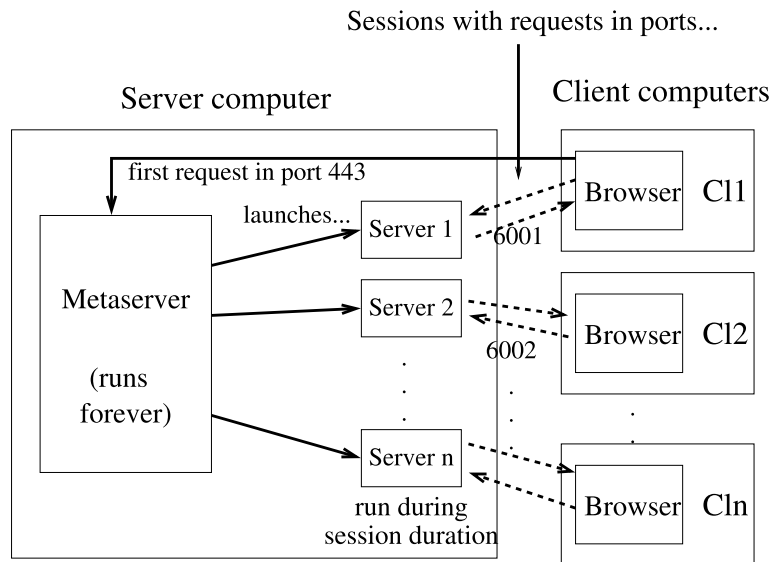 Sessions with requests in ports...
Server computer
Client computers
first request in port 443
Browser
Cl1
launches...
Server 1
6001
Metaserver
Server 2
Browser
Cl2
6002
(runs
forever)
Server n
Browser
Cln
run during
session duration